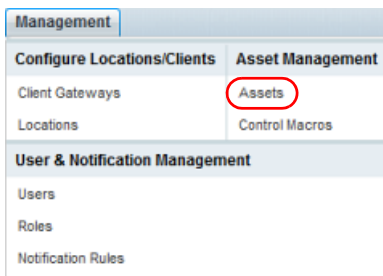 Management
Configure Locations/Clients
Asset Management
Client Gateways
Assets
Locations
Control Macros
User & Notification Management
Users
Roles
Notification Rules